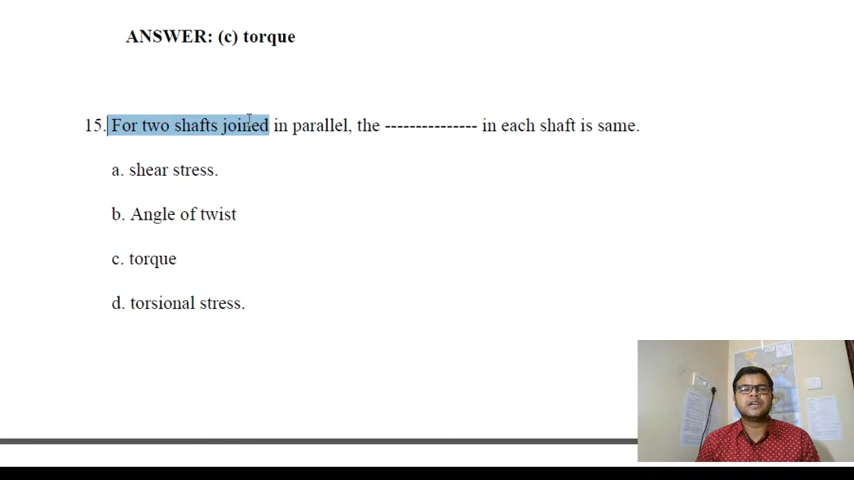 ANSWER: (c) torque
15. For two shafts joined in parallel, the --------------- in each shaft is same.
a. shear stress.
b. Angle of twist
c. torque
d. torsional stress.